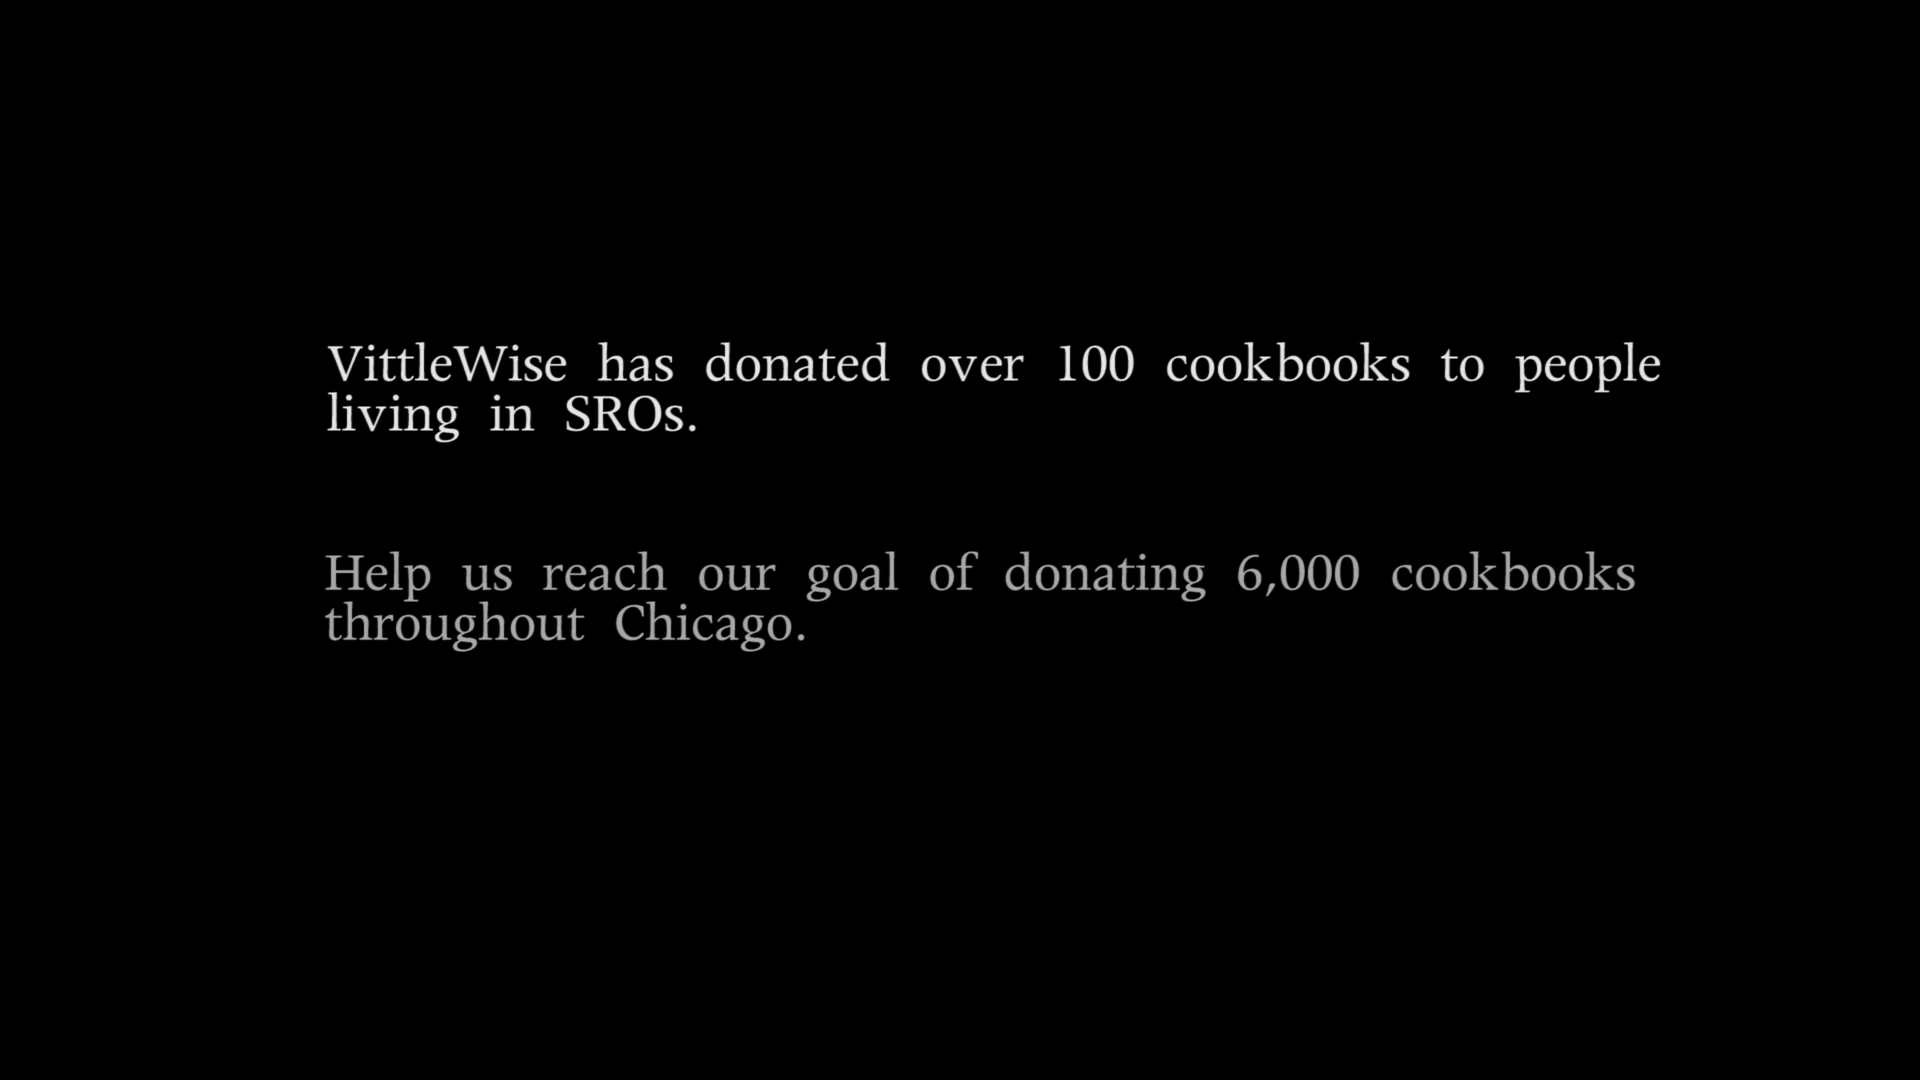 VittleWise has donated over 100 cookbooks to people
living in SROs.
Help us reach our goal of donating 6,000 cookbooks
throughout Chicago.